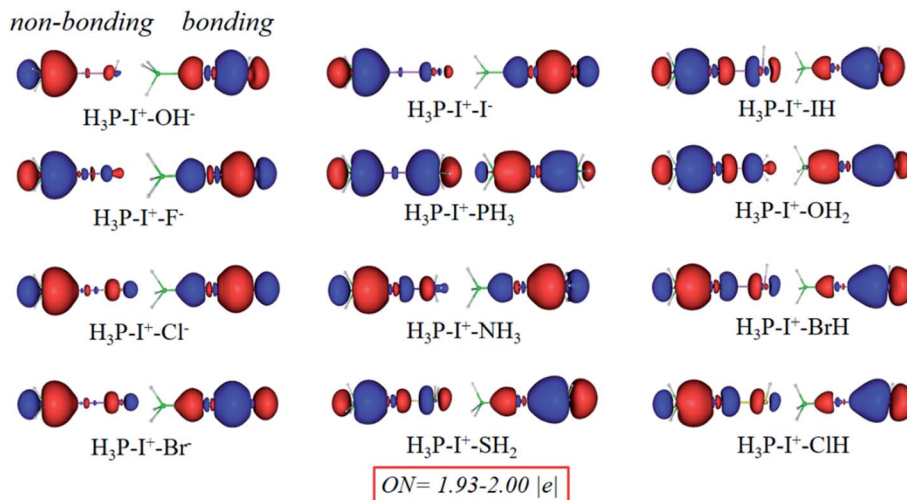 non-bonding bonding
H₃P-I⁺-OH⁻
H₃P-I⁺-I⁻
H₃P-I⁺-IH
H₃P-I⁺-F⁻
H₃P-I⁺-PH₃
H₃P-I⁺-OH₂
H₃P-I⁺-Cl⁻
H₃P-I⁺-NH₃
H₃P-I⁺-BrH
H₃P-I⁺-Br⁻
H₃P-I⁺-SH₂
H₃P-I⁺-ClH
ON= 1.93-2.00 |e|